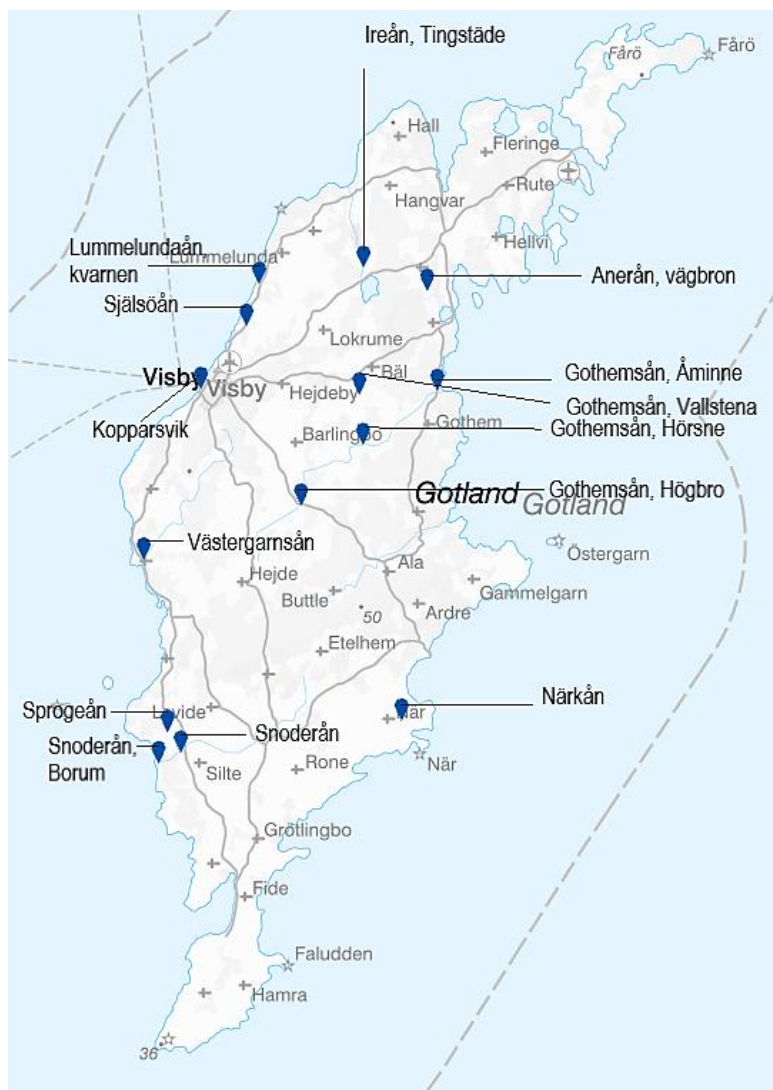 Ireån, Tingstäde
Fårö
Fårö
Hall
Fleringe
Hangvar
Rute
Lummelundaån,
kvarnen
Lummelunda
Hellvi
Anerån, vägbron
Själsöån
Lokrume
Visby
Visby
Hejdeby
Bäl
Gothemsån, Åminne
Gothemsån, Vallstena
Kopparsvik
Barlingbo
Gothem
Gothemsån, Hörsne
Gotland
Gotland
Gothemsån, Högbro
Västergarnsån
Östergarn
Hejde
Ala
Buttle
Gammelgarn
50
Ardre
Etelhem
Sprogeån
När
Närkån
Snoderån,
Borum
Snoderån
Silte
Rone
När
Grötlingbo
Fide
Faludden
Hamra
36